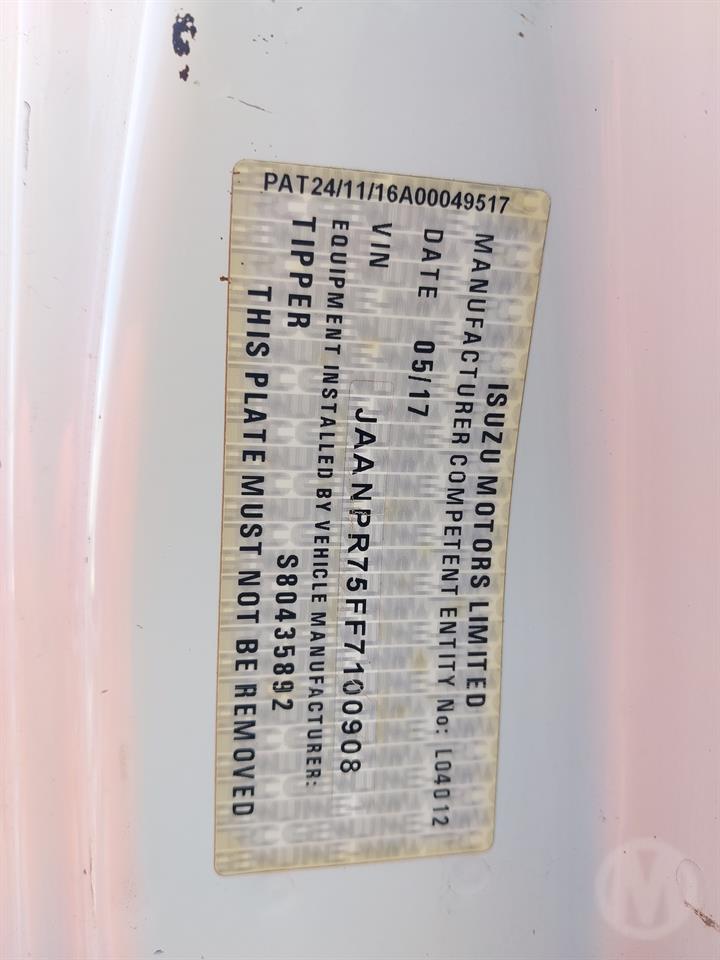 PAT24/11/16A00049517
ISUZU MOTORS LIMITED
MANUFACTURER COMPETENT ENTITY No: L04012
DATE 05/17
VIN JAANPR75FF7100908
EQUIPMENT INSTALLED BY VEHICLE MANUFACTURER:
TIPPER S80435892
THIS PLATE MUST NOT BE REMOVED
M